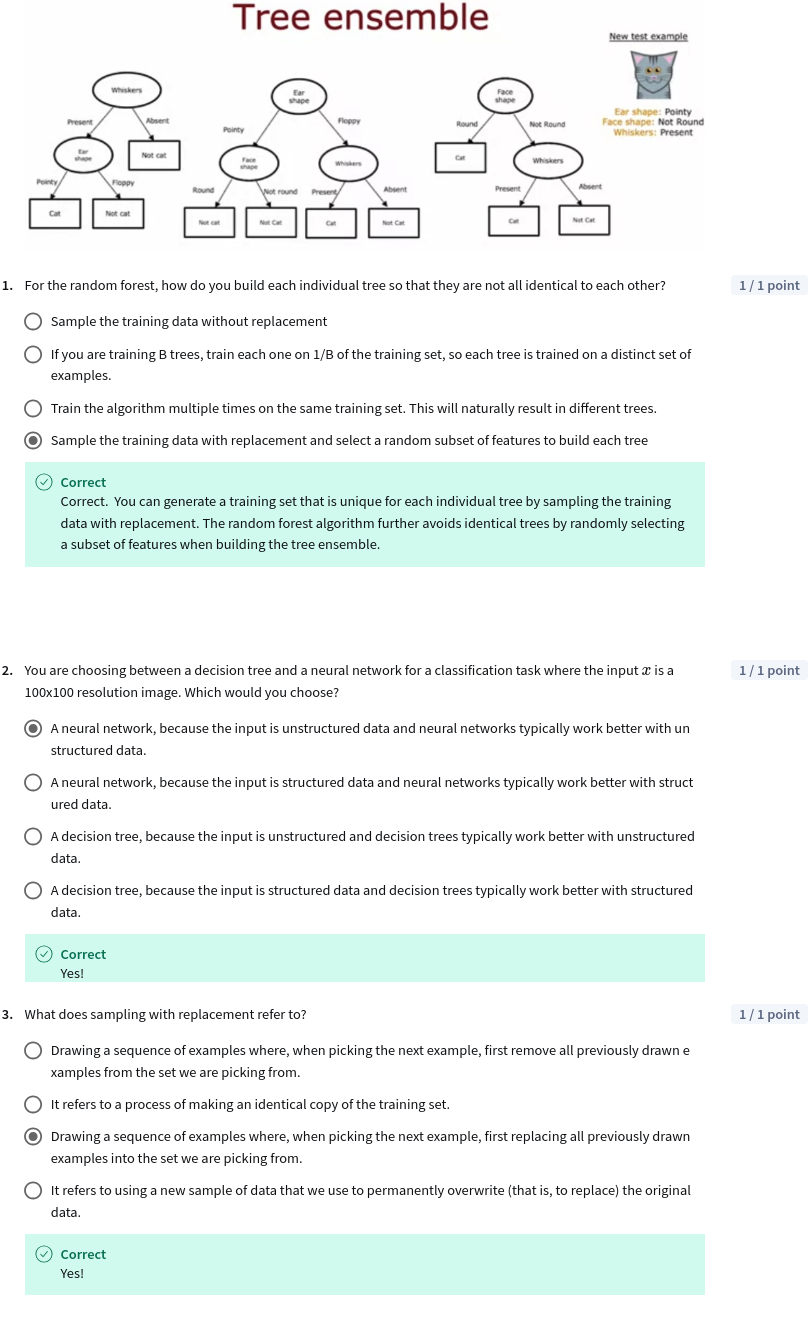 Tree ensemble
New test example
Whiskers
Present
Absent
Ear
shape
Not cat
Pointy
Floppy
Cat
Not cat
Ear
shape
Pointy
Floppy
Face
shape
Whiskers
Round
Not round
Present
Absent
Not cat
Not Cat
Cat
Not Cat
Face
shape
Round
Not Round
Cat
Whiskers
Present
Absent
Cat
Not Cat
Ear shape: Pointy
Face shape: Not Round
Whiskers: Present
1. For the random forest, how do you build each individual tree so that they are not all identical to each other? 1 / 1 point
Sample the training data without replacement
If you are training B trees, train each one on 1/B of the training set, so each tree is trained on a distinct set of
examples.
Train the algorithm multiple times on the same training set. This will naturally result in different trees.
Sample the training data with replacement and select a random subset of features to build each tree
Correct
Correct. You can generate a training set that is unique for each individual tree by sampling the training
data with replacement. The random forest algorithm further avoids identical trees by randomly selecting
a subset of features when building the tree ensemble.
2. You are choosing between a decision tree and a neural network for a classification task where the input x is a 1 / 1 point
100x100 resolution image. Which would you choose?
A neural network, because the input is unstructured data and neural networks typically work better with un
structured data.
A neural network, because the input is structured data and neural networks typically work better with struct
ured data.
A decision tree, because the input is unstructured and decision trees typically work better with unstructured
data.
A decision tree, because the input is structured data and decision trees typically work better with structured
data.
Correct
Yes!
3. What does sampling with replacement refer to? 1 / 1 point
Drawing a sequence of examples where, when picking the next example, first remove all previously drawn e
xamples from the set we are picking from.
It refers to a process of making an identical copy of the training set.
Drawing a sequence of examples where, when picking the next example, first replacing all previously drawn
examples into the set we are picking from.
It refers to using a new sample of data that we use to permanently overwrite (that is, to replace) the original
data.
Correct
Yes!